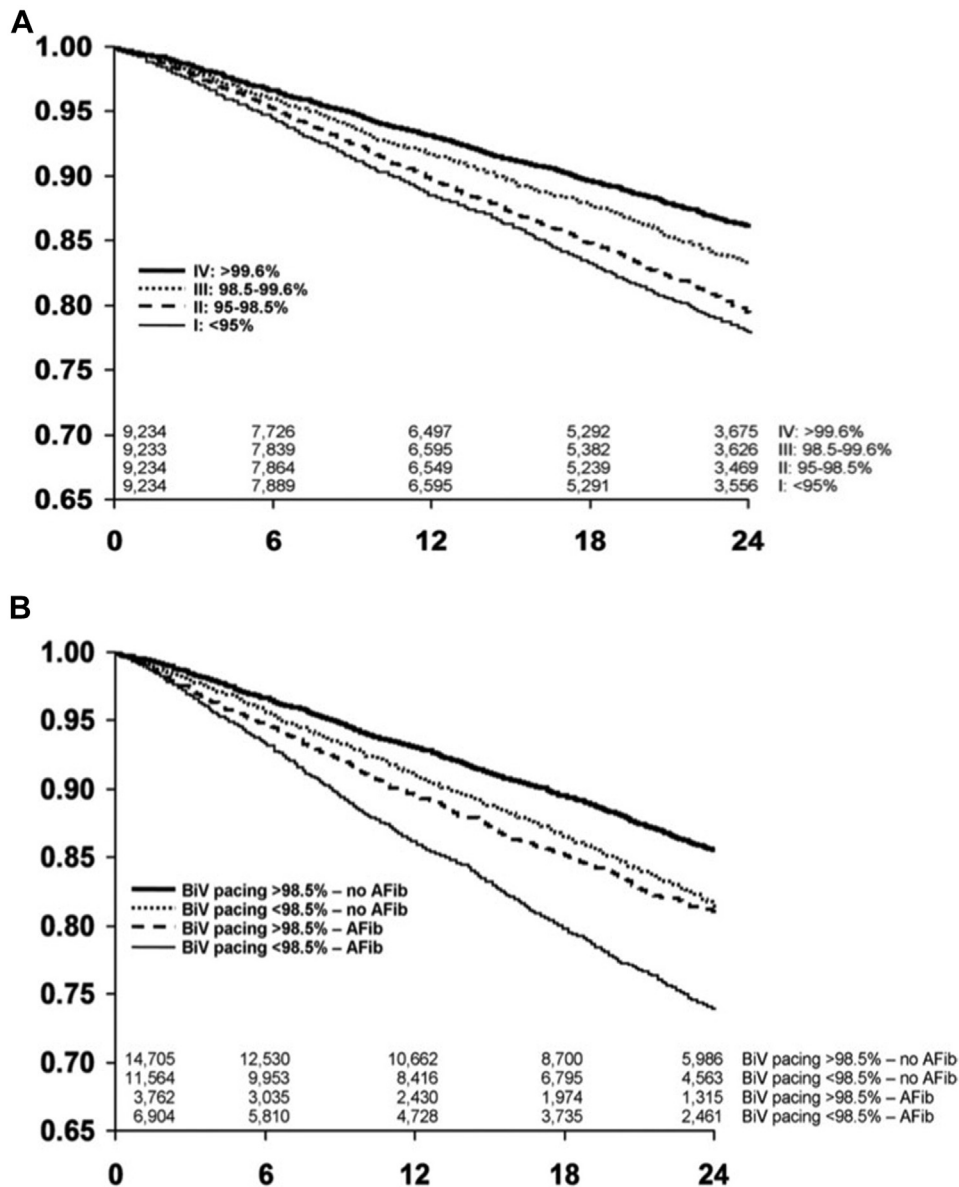 A
1.00
0.95
0.90
0.85
0.80
0.75
0.70
0.65
IV: >99.6%
III: 98.5-99.6%
II: 95-98.5%
I: <95%
9,234 7,726 6,497 5,292 3,675 IV: >99.6%
9,233 7,839 6,595 5,382 3,626 III: 98.5-99.6%
9,234 7,864 6,549 5,239 3,469 II: 95-98.5%
9,234 7,889 6,595 5,291 3,556 I: <95%
0 6 12 18 24
B
1.00
0.95
0.90
0.85
0.80
0.75
0.70
0.65
BiV pacing >98.5% – no AFib
BiV pacing <98.5% – no AFib
BiV pacing >98.5% – AFib
BiV pacing <98.5% – AFib
14,705 12,530 10,662 8,700 5,986 BiV pacing >98.5% – no AFib
11,564 9,953 8,416 6,795 4,563 BiV pacing <98.5% – no AFib
3,762 3,035 2,430 1,974 1,315 BiV pacing >98.5% – AFib
6,904 5,810 4,728 3,735 2,461 BiV pacing <98.5% – AFib
0 6 12 18 24